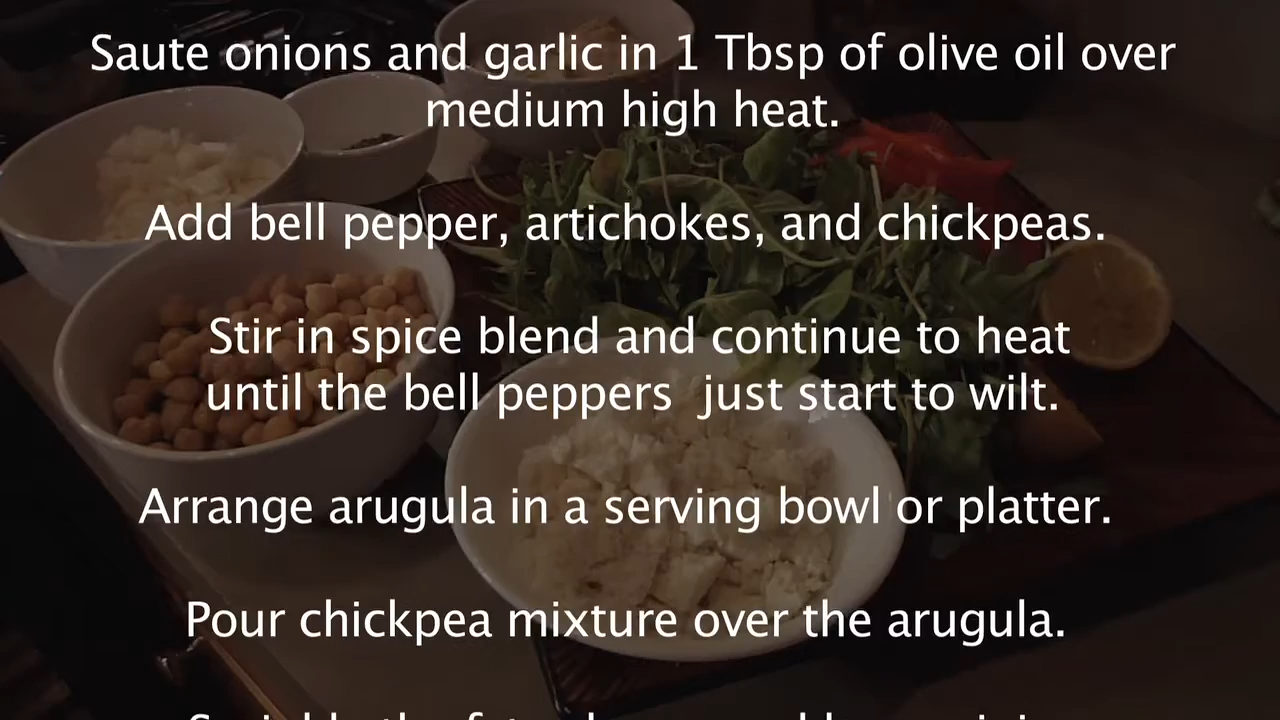 Saute onions and garlic in 1 Tbsp of olive oil over
medium high heat.
Add bell pepper, artichokes, and chickpeas.
Stir in spice blend and continue to heat
until the bell peppers  just start to wilt.
Arrange arugula in a serving bowl or platter.
Pour chickpea mixture over the arugula.